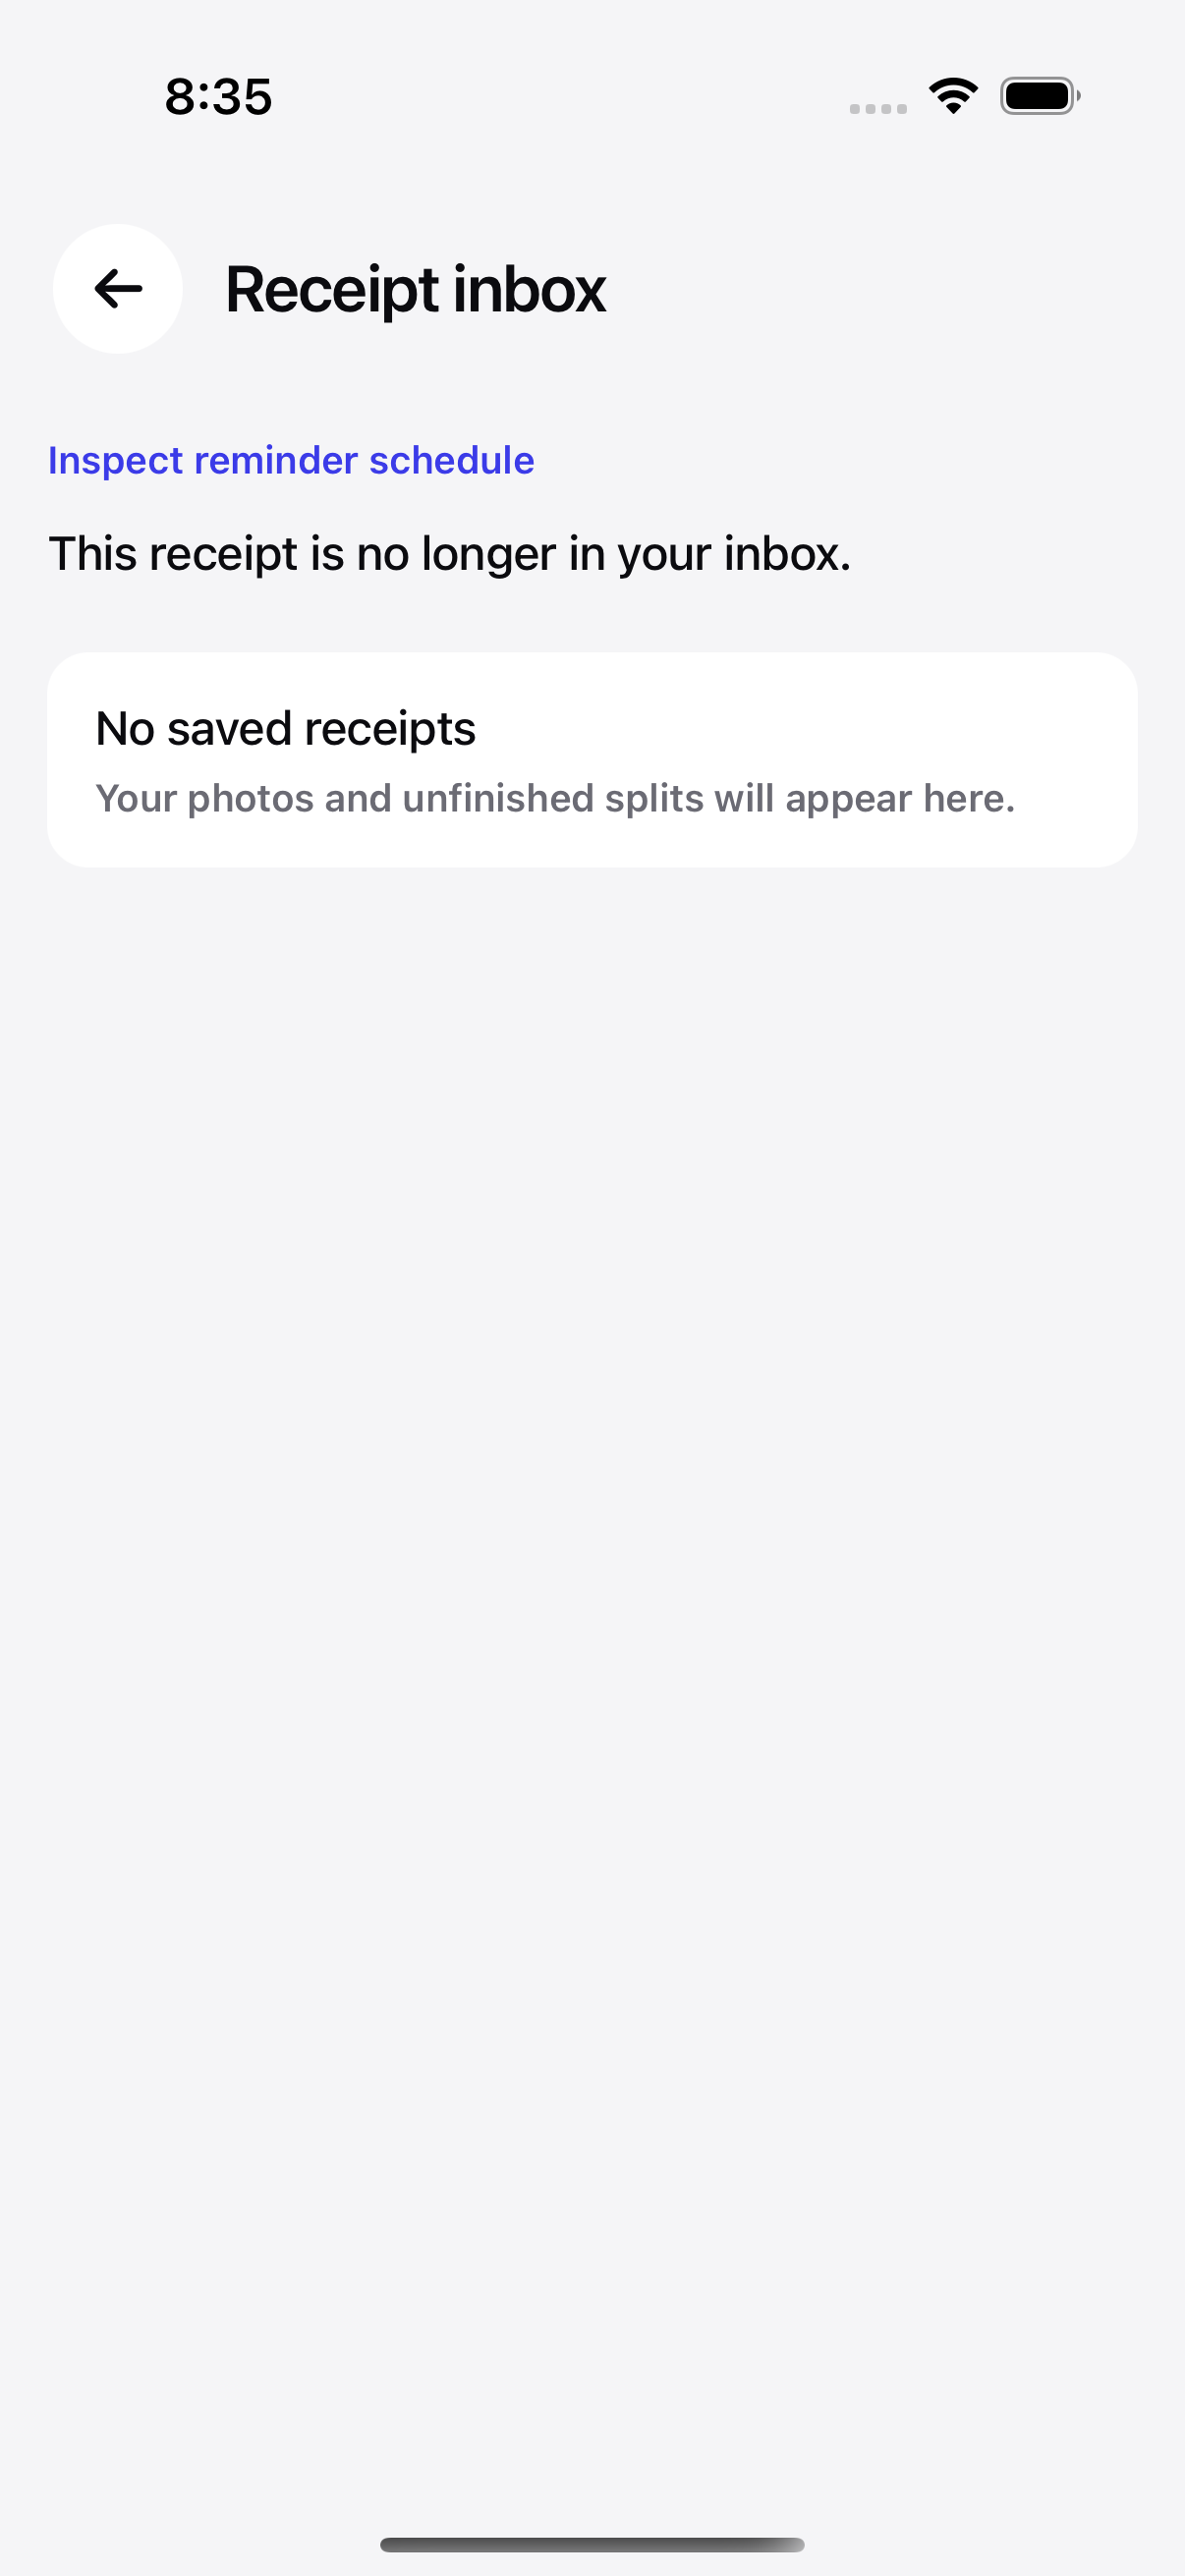 8:35
Receipt inbox
Inspect reminder schedule
This receipt is no longer in your inbox.
No saved receipts
Your photos and unfinished splits will appear here.